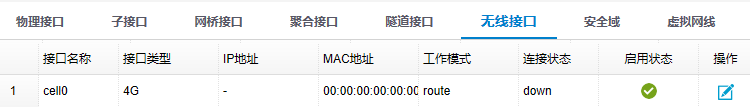 物理接口 子接口 网桥接口 聚合接口 隧道接口 无线接口 安全域 虚拟网线
接口名称 接口类型 IP地址 MAC地址 工作模式 连接状态 启用状态 操作
1 cell0 4G - 00:00:00:00:00:00 route down